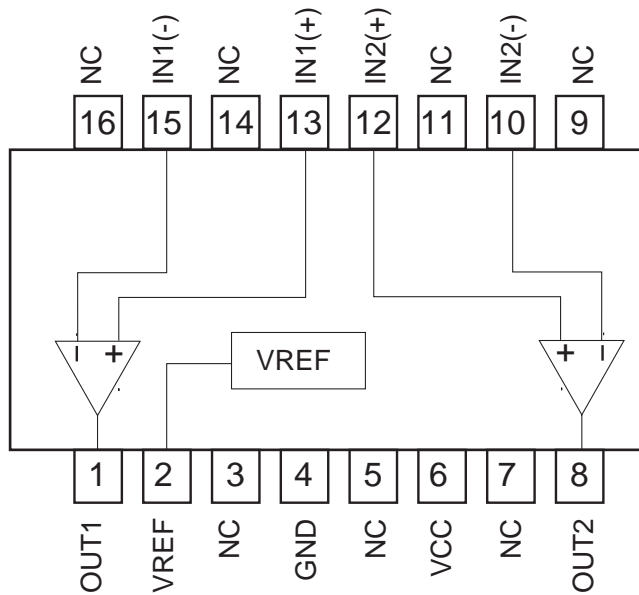 NC IN1(-) NC IN1(+) IN2(+) NC IN2(-) NC
16 15 14 13 12 11 10 9
− + + −
VREF
1 2 3 4 5 6 7 8
OUT1 VREF NC GND NC VCC NC OUT2